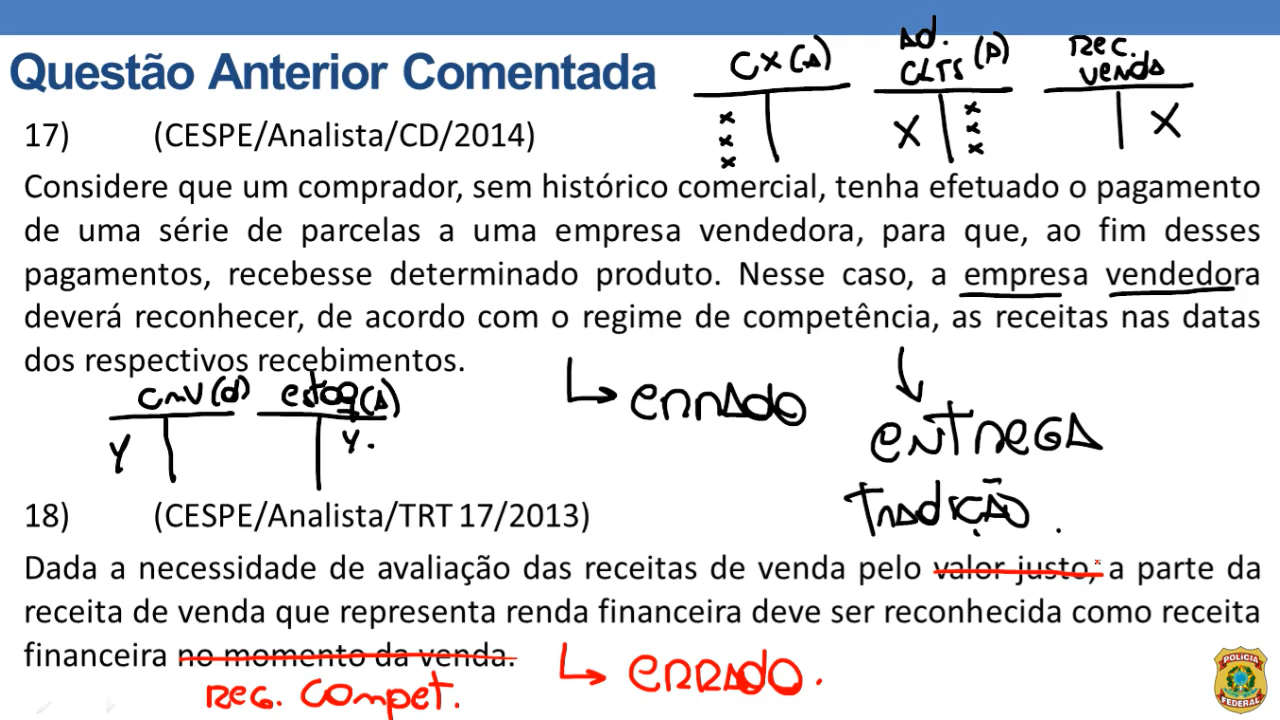 Questão Anterior Comentada
CX (A)
Ad. CLTS (P)
Rec. venda
x
x
x
X
x
x
x
X
17) (CESPE/Analista/CD/2014)
Considere que um comprador, sem histórico comercial, tenha efetuado o pagamento
de uma série de parcelas a uma empresa vendedora, para que, ao fim desses
pagamentos, recebesse determinado produto. Nesse caso, a empresa vendedora
deverá reconhecer, de acordo com o regime de competência, as receitas nas datas
dos respectivos recebimentos.
CMV (d)
estoq (A)
Y
Y.
errado
entrega
tradição.
18) (CESPE/Analista/TRT 17/2013)
Dada a necessidade de avaliação das receitas de venda pelo valor justo, a parte da
receita de venda que representa renda financeira deve ser reconhecida como receita
financeira no momento da venda.
errado.
Reg. Compet.
POLÍCIA
FEDERAL